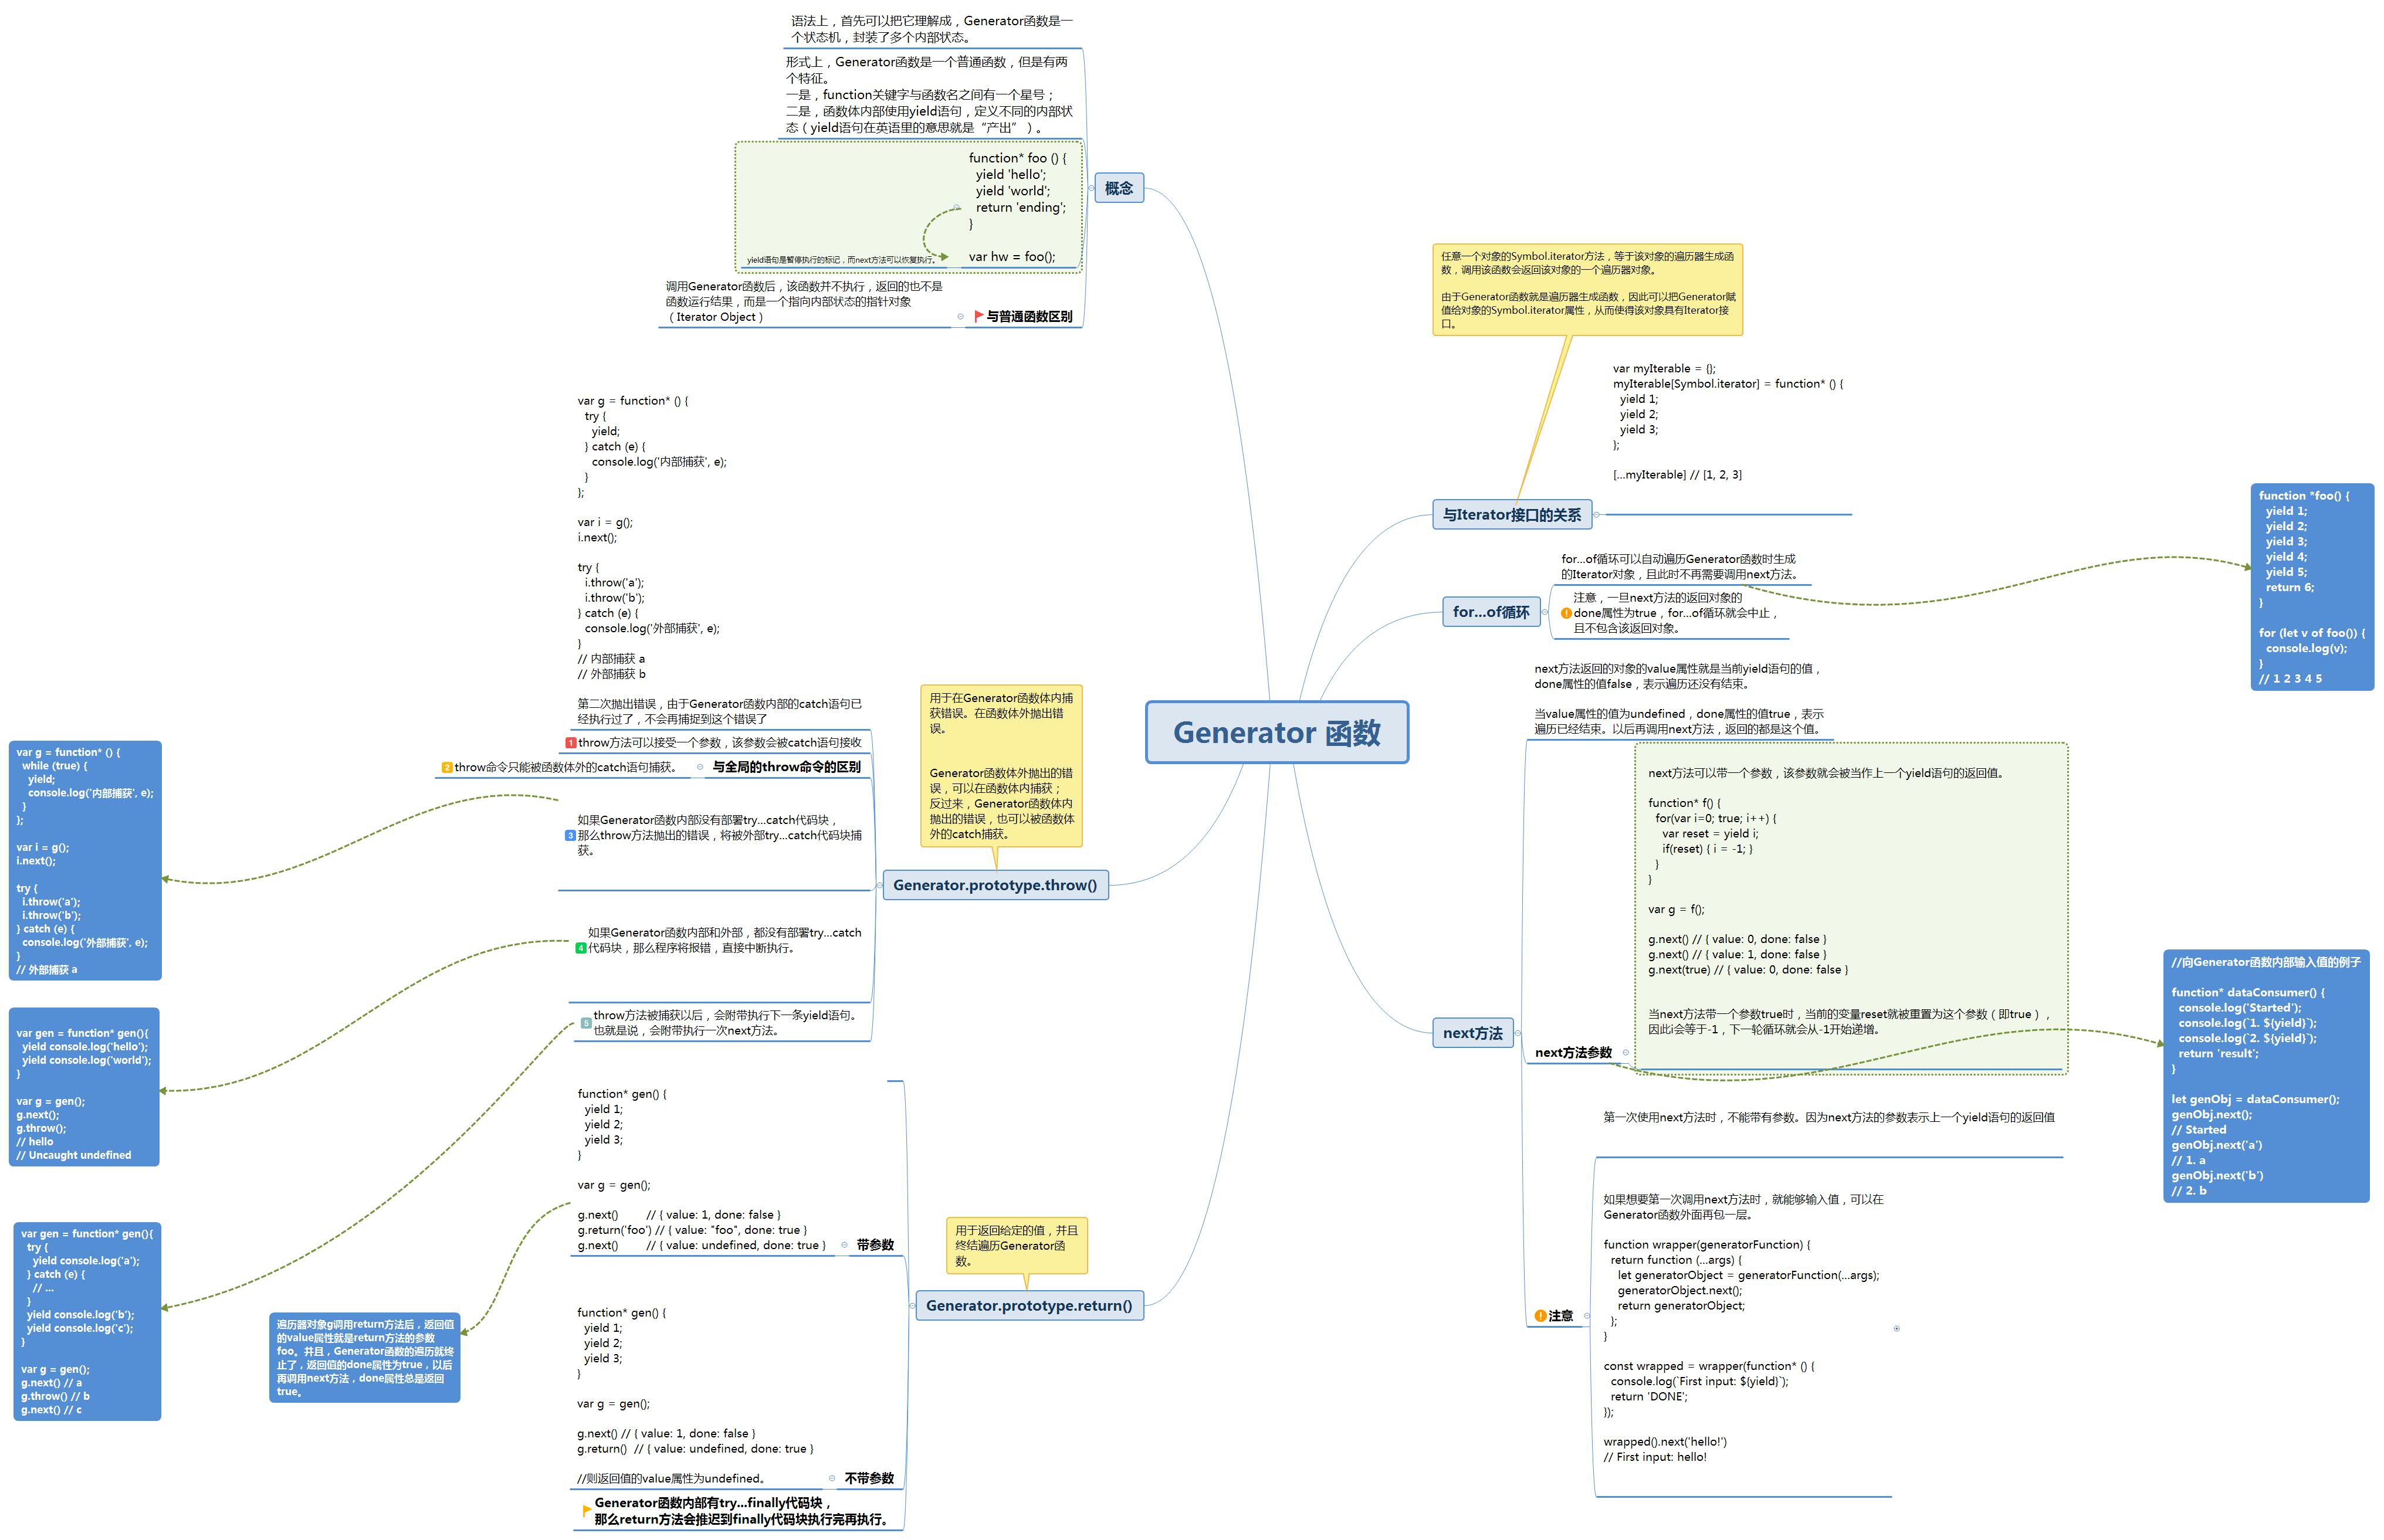 Generator 函数
概念
语法上，首先可以把它理解成，Generator函数是一
个状态机，封装了多个内部状态。
形式上，Generator函数是一个普通函数，但是有两
个特征。
一是，function关键字与函数名之间有一个星号；
二是，函数体内部使用yield语句，定义不同的内部状
态（yield语句在英语里的意思就是“产出”）。
function* foo () {
yield 'hello';
yield 'world';
return 'ending';
}
var hw = foo();
yield语句是暂停执行的标记，而next方法可以恢复执行。
与普通函数区别
调用Generator函数后，该函数并不执行，返回的也不是
函数运行结果，而是一个指向内部状态的指针对象
（Iterator Object）
任意一个对象的Symbol.iterator方法，等于该对象的遍历器生成函
数，调用该函数会返回该对象的一个遍历器对象。
由于Generator函数就是遍历器生成函数，因此可以把Generator赋
值给对象的Symbol.iterator属性，从而使得该对象具有Iterator接
口。
与Iterator接口的关系
var myIterable = {};
myIterable[Symbol.iterator] = function* () {
yield 1;
yield 2;
yield 3;
};
[...myIterable] // [1, 2, 3]
for...of循环
for...of循环可以自动遍历Generator函数时生成
的Iterator对象，且此时不再需要调用next方法。
注意，一旦next方法的返回对象的
done属性为true，for...of循环就会中止，
且不包含该返回对象。
function *foo() {
yield 1;
yield 2;
yield 3;
yield 4;
yield 5;
return 6;
}
for (let v of foo()) {
console.log(v);
}
// 1 2 3 4 5
next方法
next方法返回的对象的value属性就是当前yield语句的值，
done属性的值false，表示遍历还没有结束。
当value属性的值为undefined，done属性的值true，表示
遍历已经结束。以后再调用next方法，返回的都是这个值。
next方法参数
next方法可以带一个参数，该参数就会被当作上一个yield语句的返回值。
function* f() {
for(var i=0; true; i++) {
var reset = yield i;
if(reset) { i = -1; }
}
}
var g = f();
g.next() // { value: 0, done: false }
g.next() // { value: 1, done: false }
g.next(true) // { value: 0, done: false }
当next方法带一个参数true时，当前的变量reset就被重置为这个参数（即true），
因此i会等于-1，下一轮循环就会从-1开始递增。
//向Generator函数内部输入值的例子
function* dataConsumer() {
console.log('Started');
console.log(`1. ${yield}`);
console.log(`2. ${yield}`);
return 'result';
}
let genObj = dataConsumer();
genObj.next();
// Started
genObj.next('a')
// 1. a
genObj.next('b')
// 2. b
注意
第一次使用next方法时，不能带有参数。因为next方法的参数表示上一个yield语句的返回值
如果想要第一次调用next方法时，就能够输入值，可以在
Generator函数外面再包一层。
function wrapper(generatorFunction) {
return function (...args) {
let generatorObject = generatorFunction(...args);
generatorObject.next();
return generatorObject;
};
}
const wrapped = wrapper(function* () {
console.log(`First input: ${yield}`);
return 'DONE';
});
wrapped().next('hello!')
// First input: hello!
用于在Generator函数体内捕
获错误。在函数体外抛出错
误。
Generator函数体外抛出的错
误，可以在函数体内捕获；
反过来，Generator函数体内
抛出的错误，也可以被函数体
外的catch捕获。
Generator.prototype.throw()
var g = function* () {
try {
yield;
} catch (e) {
console.log('内部捕获', e);
}
};
var i = g();
i.next();
try {
i.throw('a');
i.throw('b');
} catch (e) {
console.log('外部捕获', e);
}
// 内部捕获 a
// 外部捕获 b
第二次抛出错误，由于Generator函数内部的catch语句已
经执行过了，不会再捕捉到这个错误了
1 throw方法可以接受一个参数，该参数会被catch语句接收
与全局的throw命令的区别
2 throw命令只能被函数体外的catch语句捕获。
如果Generator函数内部没有部署try...catch代码块，
3 那么throw方法抛出的错误，将被外部try...catch代码块捕
获。
如果Generator函数内部和外部，都没有部署try...catch
4 代码块，那么程序将报错，直接中断执行。
5 throw方法被捕获以后，会附带执行下一条yield语句。
也就是说，会附带执行一次next方法。
var g = function* () {
while (true) {
yield;
console.log('内部捕获', e);
}
};
var i = g();
i.next();
try {
i.throw('a');
i.throw('b');
} catch (e) {
console.log('外部捕获', e);
}
// 外部捕获 a
var gen = function* gen(){
yield console.log('hello');
yield console.log('world');
}
var g = gen();
g.next();
g.throw();
// hello
// Uncaught undefined
var gen = function* gen(){
try {
yield console.log('a');
} catch (e) {
// ...
}
yield console.log('b');
yield console.log('c');
}
var g = gen();
g.next() // a
g.throw() // b
g.next() // c
用于返回给定的值，并且
终结遍历Generator函
数。
Generator.prototype.return()
带参数
function* gen() {
yield 1;
yield 2;
yield 3;
}
var g = gen();
g.next() // { value: 1, done: false }
g.return('foo') // { value: "foo", done: true }
g.next() // { value: undefined, done: true }
遍历器对象g调用return方法后，返回值
的value属性就是return方法的参数
foo。并且，Generator函数的遍历就终
止了，返回值的done属性为true，以后
再调用next方法，done属性总是返回
true。
不带参数
function* gen() {
yield 1;
yield 2;
yield 3;
}
var g = gen();
g.next() // { value: 1, done: false }
g.return() // { value: undefined, done: true }
//则返回值的value属性为undefined。
Generator函数内部有try...finally代码块，
那么return方法会推迟到finally代码块执行完再执行。